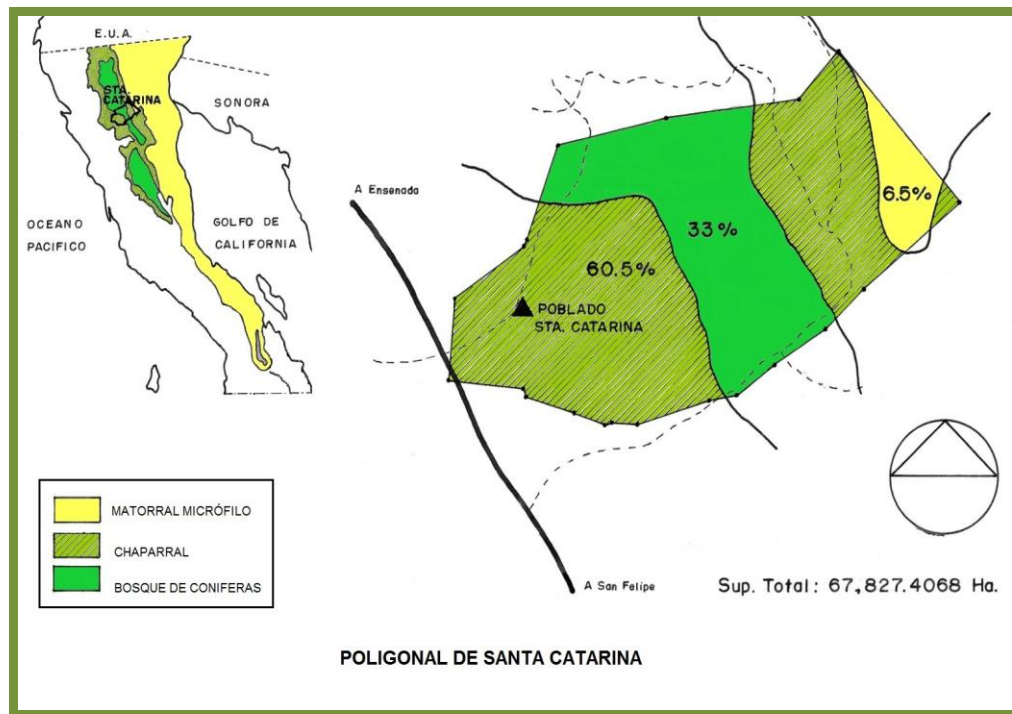 E.U.A.
STA.
CATARINA
SONORA
OCEANO
PACIFICO
GOLFO DE
CALIFORNIA
A Ensenada
6.5%
33%
60.5%
POBLADO
STA. CATARINA
A San Felipe
MATORRAL MICRÓFILO
CHAPARRAL
BOSQUE DE CONIFERAS
Sup. Total: 67,827.4068 Ha.
POLIGONAL DE SANTA CATARINA